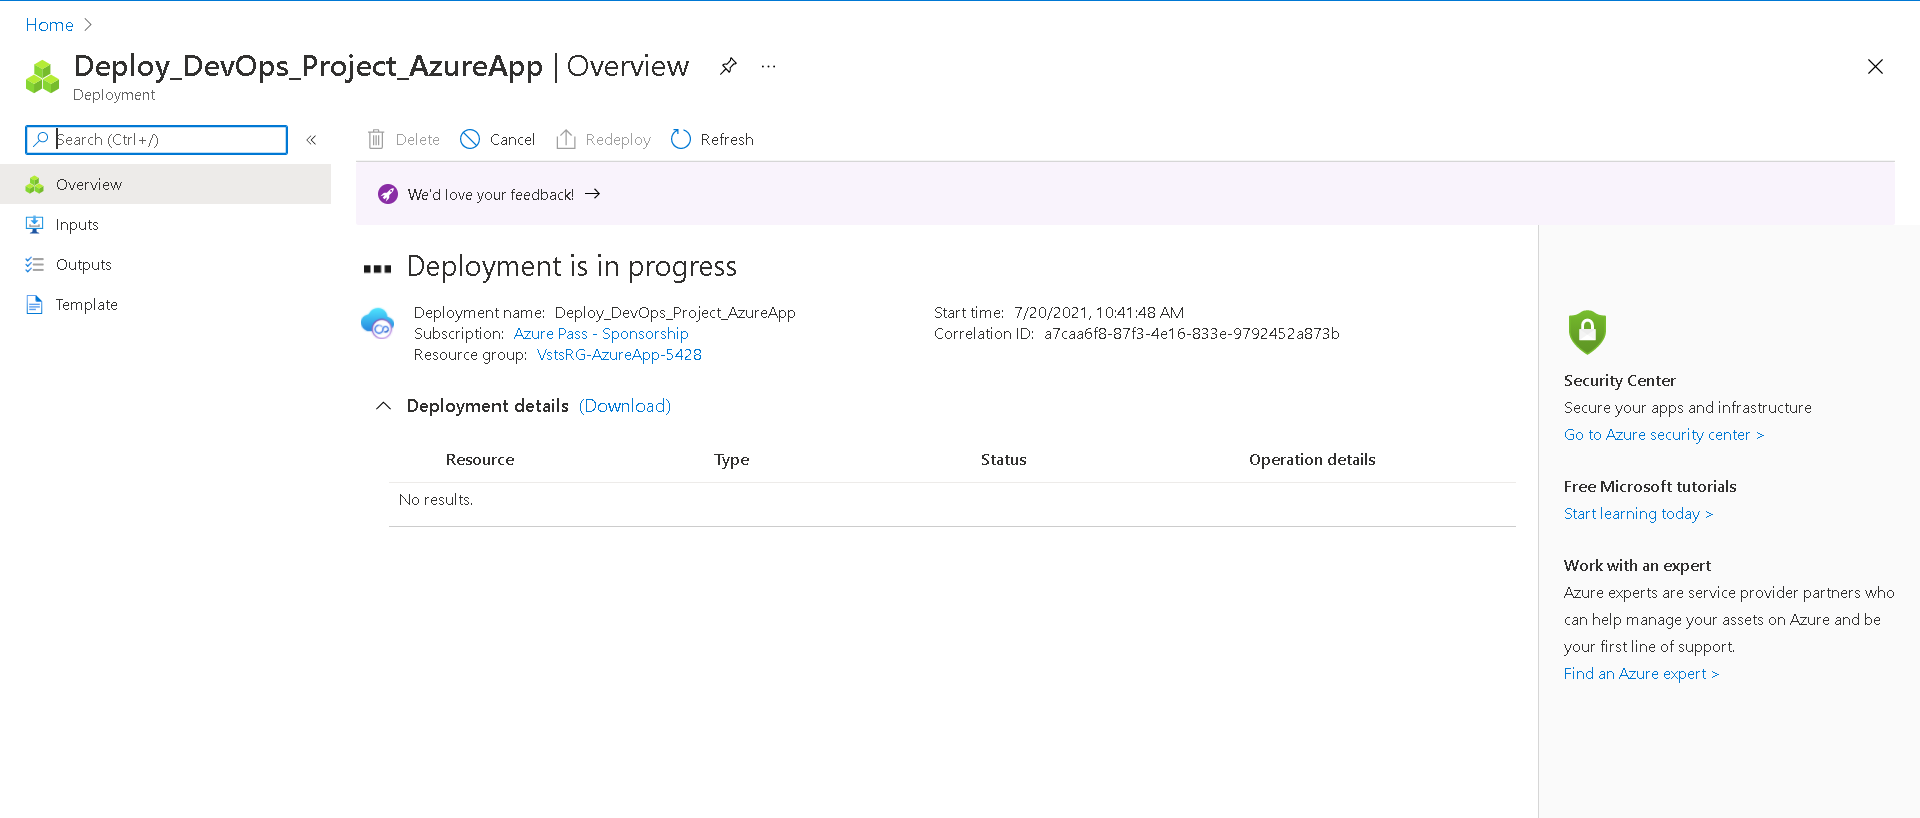 Home >
Deploy_DevOps_Project_AzureApp | Overview ...
Deployment
Search (Ctrl+/) «
Delete Cancel Redeploy Refresh
Overview
Inputs
Outputs
Template
We'd love your feedback! →
Deployment is in progress
Deployment name: Deploy_DevOps_Project_AzureApp
Subscription: Azure Pass - Sponsorship
Resource group: VstsRG-AzureApp-5428
Start time: 7/20/2021, 10:41:48 AM
Correlation ID: a7caa6f8-87f3-4e16-833e-9792452a873b
Deployment details (Download)
Resource Type Status Operation details
No results.
Security Center
Secure your apps and infrastructure
Go to Azure security center >
Free Microsoft tutorials
Start learning today >
Work with an expert
Azure experts are service provider partners who
can help manage your assets on Azure and be
your first line of support.
Find an Azure expert >